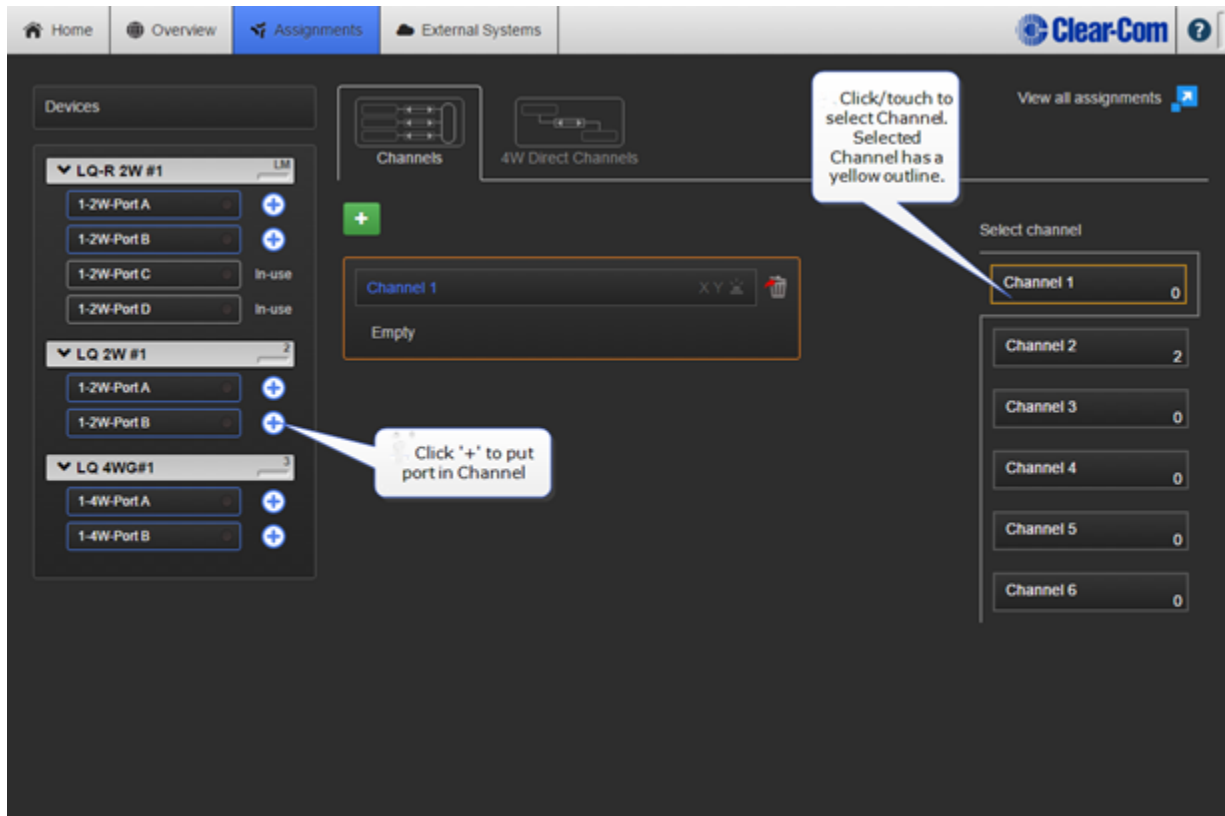 Home
Overview
Assignments
External Systems
Clear-Com
?
Devices
LQ-R 2W #1
LM
1-2W-Port A
1-2W-Port B
1-2W-Port C
In-use
1-2W-Port D
In-use
LQ 2W #1
2
1-2W-Port A
1-2W-Port B
LQ 4WG#1
3
1-4W-Port A
1-4W-Port B
Channels
4W Direct Channels
Channel 1
X Y
Empty
Click '+' to put
port in Channel
Click/touch to
select Channel.
Selected
Channel has a
yellow outline.
View all assignments
Select channel
Channel 1
0
Channel 2
2
Channel 3
0
Channel 4
0
Channel 5
0
Channel 6
0